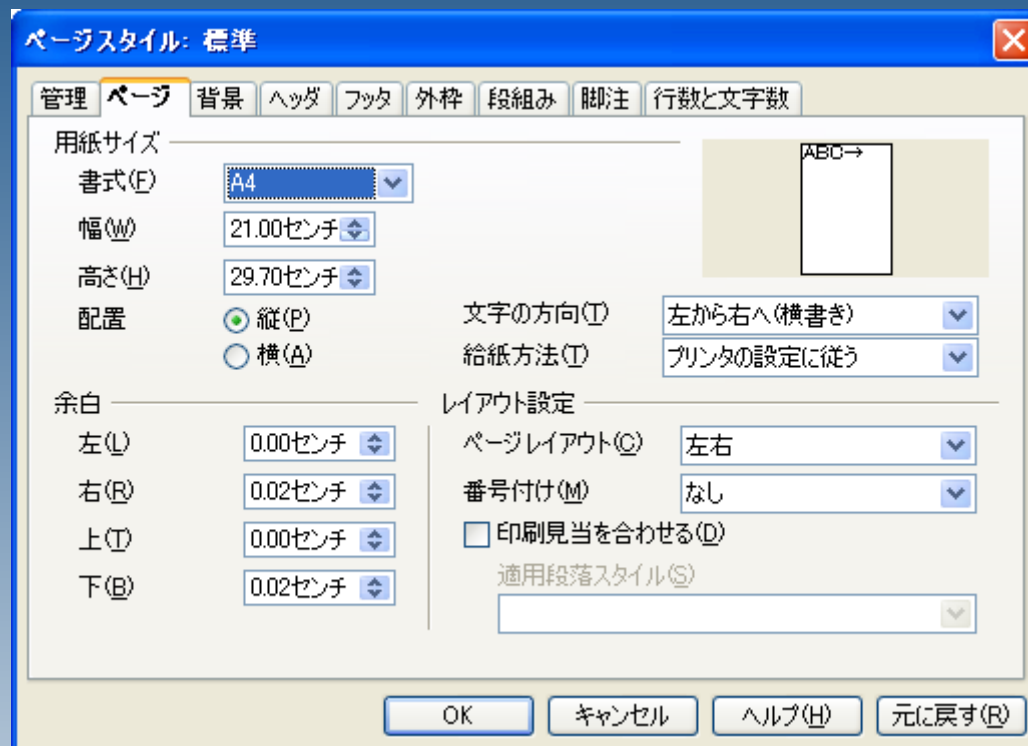 ページスタイル: 標準
管理 ページ 背景 ヘッダ フッタ 外枠 段組み 脚注 行数と文字数
用紙サイズ
ABC→
書式(F) A4
幅(W) 21.00センチ
高さ(H) 29.70センチ
配置 縦(P) 文字の方向(T) 左から右へ(横書き)
横(A) 給紙方法(T) プリンタの設定に従う
余白 レイアウト設定
左(L) 0.00センチ ページレイアウト(C) 左右
右(R) 0.02センチ 番号付け(M) なし
上(T) 0.00センチ 印刷見当を合わせる(D)
下(B) 0.02センチ 適用段落スタイル(S)
OK キャンセル ヘルプ(H) 元に戻す(R)